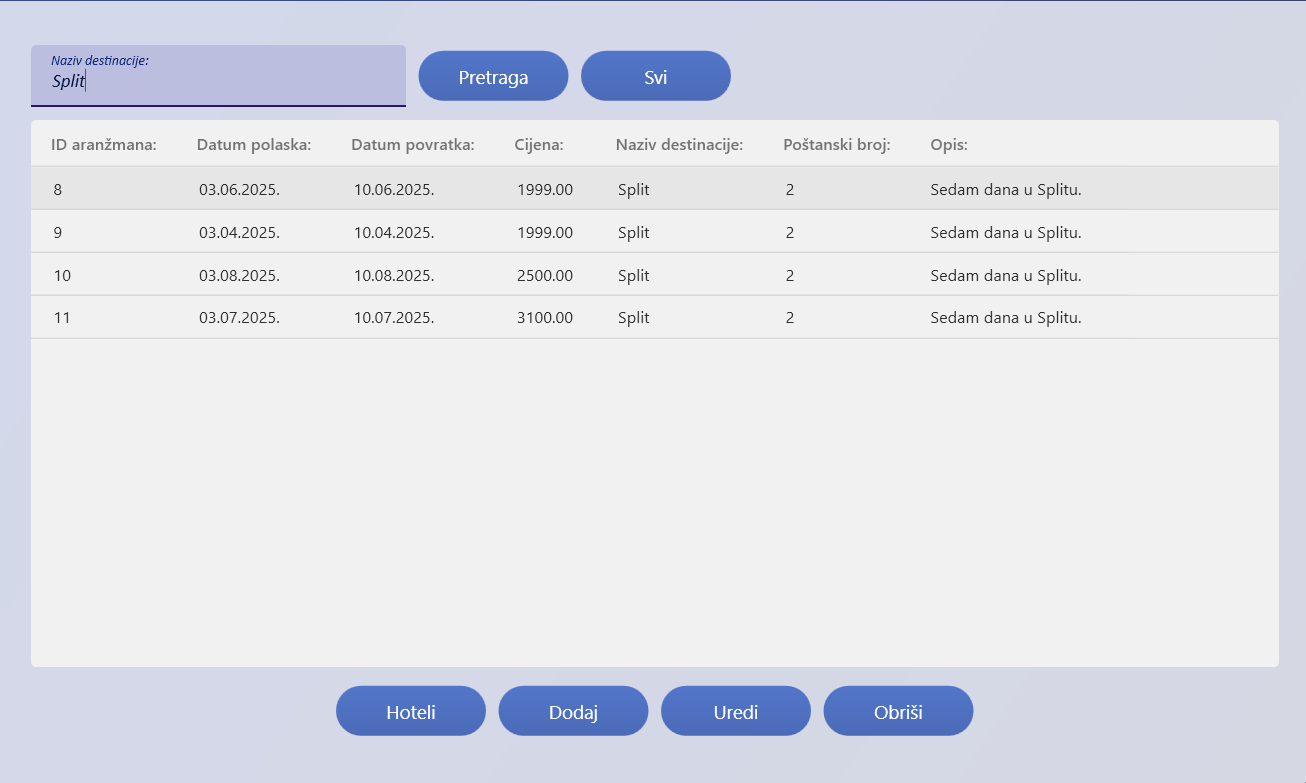 Naziv destinacije:
Split
Pretraga
Svi
ID aranžmana: Datum polaska: Datum povratka: Cijena: Naziv destinacije: Poštanski broj: Opis:
8 03.06.2025. 10.06.2025. 1999.00 Split 2 Sedam dana u Splitu.
9 03.04.2025. 10.04.2025. 1999.00 Split 2 Sedam dana u Splitu.
10 03.08.2025. 10.08.2025. 2500.00 Split 2 Sedam dana u Splitu.
11 03.07.2025. 10.07.2025. 3100.00 Split 2 Sedam dana u Splitu.
Hoteli
Dodaj
Uredi
Obriši